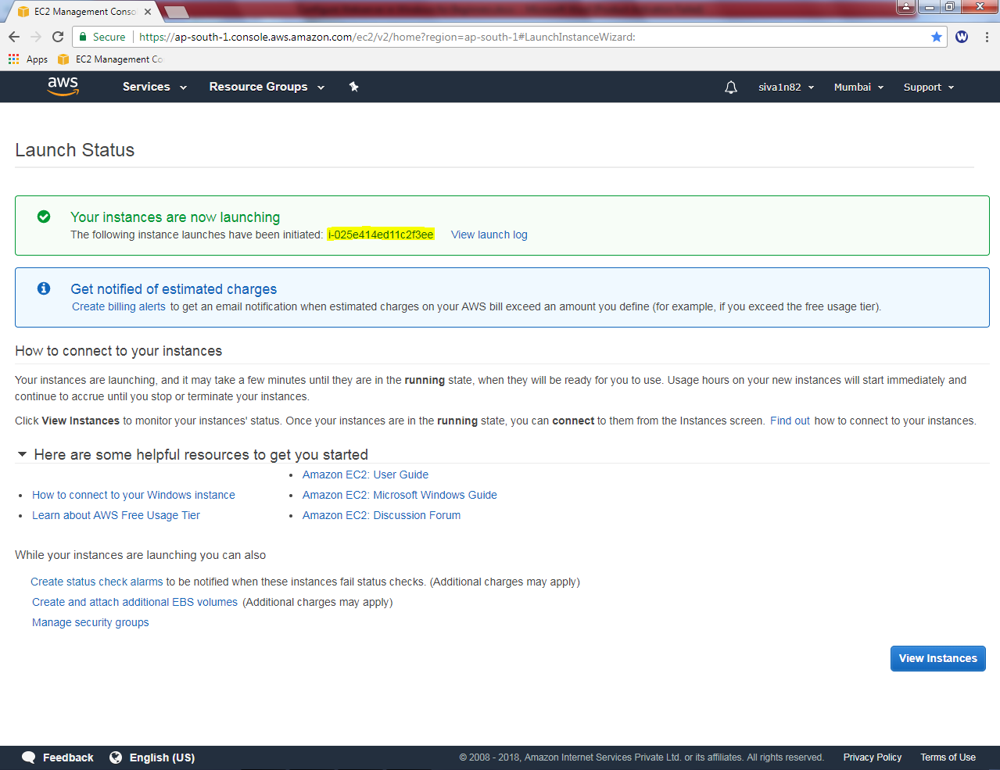 EC2 Management Conso
Secure
https://ap-south-1.console.aws.amazon.com/ec2/v2/home?region=ap-south-1#LaunchInstanceWizard:
W
Apps
EC2 Management Co
aws
Services
Resource Groups
siva1n82
Mumbai
Support
Launch Status
Your instances are now launching
The following instance launches have been initiated: i-025e414ed11c2f3ee View launch log
Get notified of estimated charges
Create billing alerts to get an email notification when estimated charges on your AWS bill exceed an amount you define (for example, if you exceed the free usage tier).
How to connect to your instances
Your instances are launching, and it may take a few minutes until they are in the running state, when they will be ready for you to use. Usage hours on your new instances will start immediately and
continue to accrue until you stop or terminate your instances.
Click View Instances to monitor your instances' status. Once your instances are in the running state, you can connect to them from the Instances screen. Find out how to connect to your instances.
Here are some helpful resources to get you started
• How to connect to your Windows instance
• Learn about AWS Free Usage Tier
• Amazon EC2: User Guide
• Amazon EC2: Microsoft Windows Guide
• Amazon EC2: Discussion Forum
While your instances are launching you can also
Create status check alarms to be notified when these instances fail status checks. (Additional charges may apply)
Create and attach additional EBS volumes (Additional charges may apply)
Manage security groups
View Instances
Feedback
English (US)
© 2008 - 2018, Amazon Internet Services Private Ltd. or its affiliates. All rights reserved.
Privacy Policy
Terms of Use